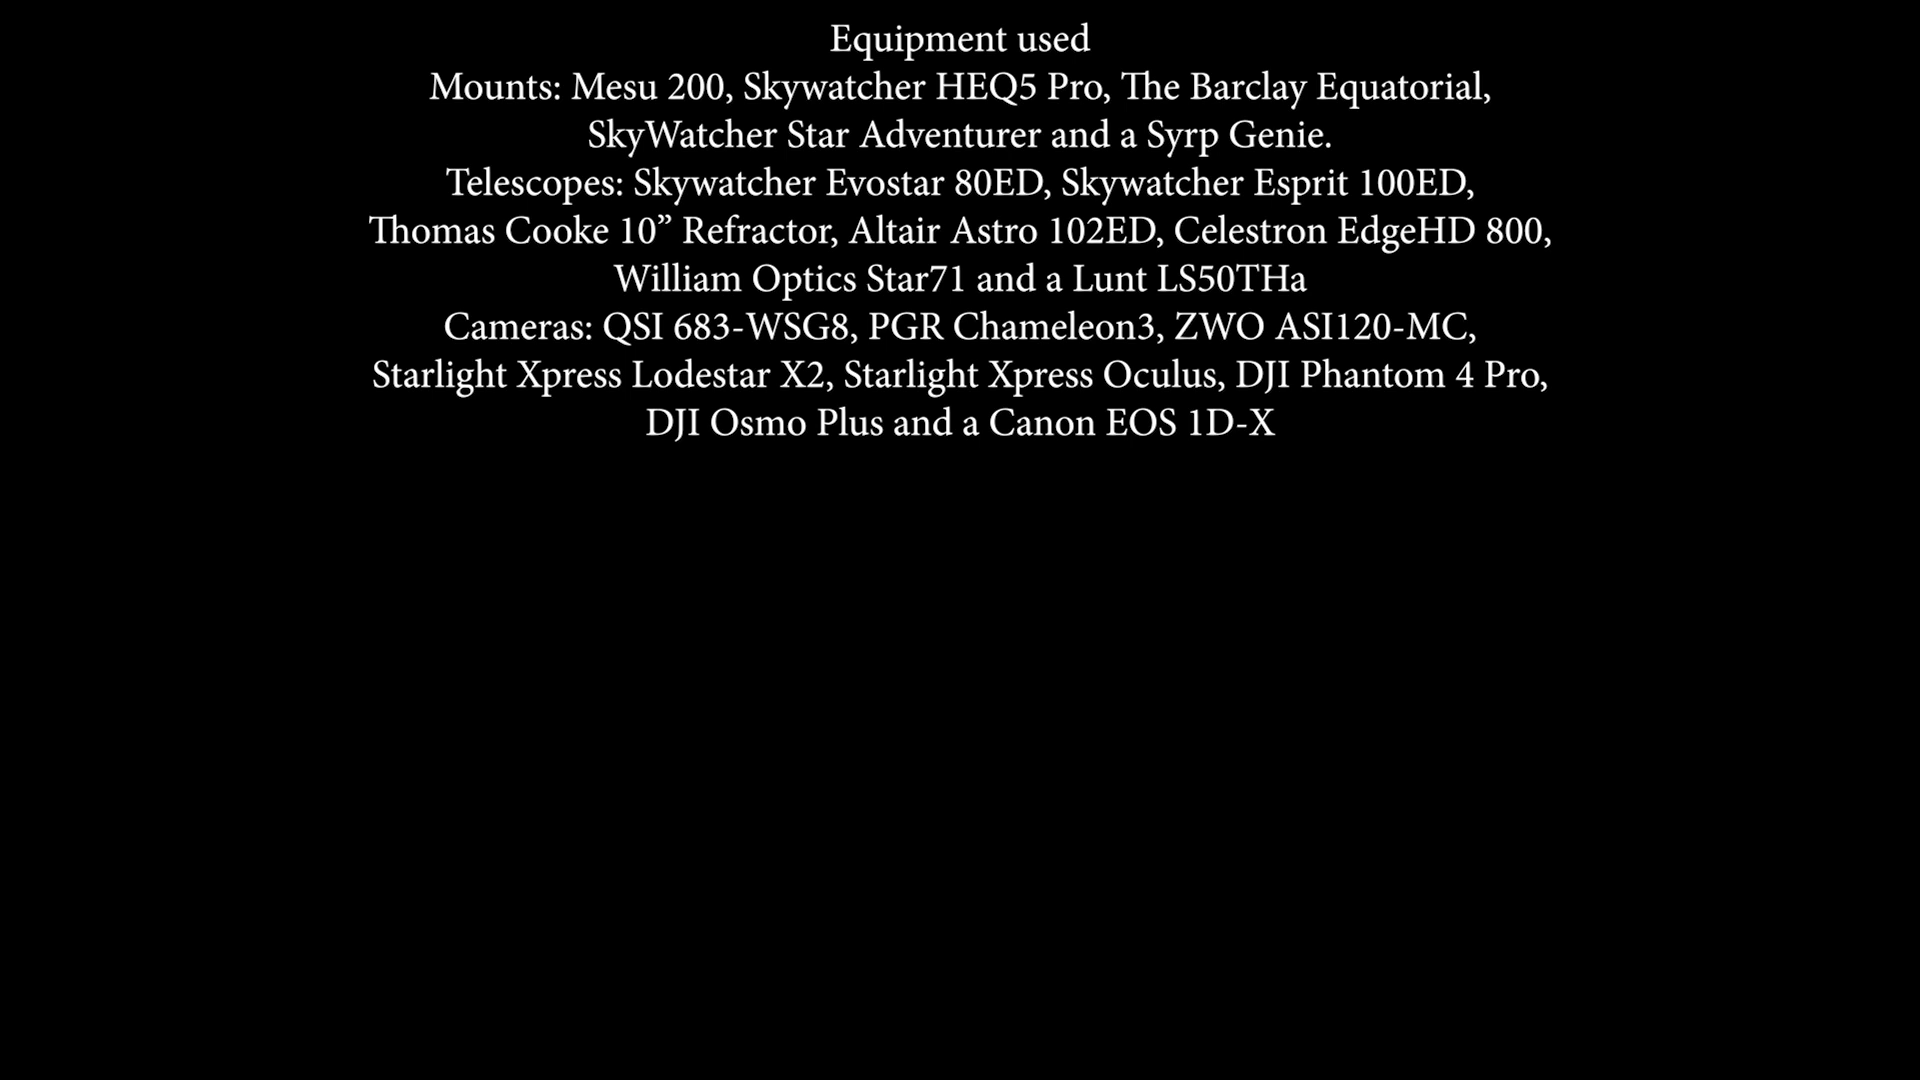 Equipment used
Mounts: Mesu 200, Skywatcher HEQ5 Pro, The Barclay Equatorial,
SkyWatcher Star Adventurer and a Syrp Genie.
Telescopes: Skywatcher Evostar 80ED, Skywatcher Esprit 100ED,
Thomas Cooke 10” Refractor, Altair Astro 102ED, Celestron EdgeHD 800,
William Optics Star71 and a Lunt LS50THa
Cameras: QSI 683-WSG8, PGR Chameleon3, ZWO ASI120-MC,
Starlight Xpress Lodestar X2, Starlight Xpress Oculus, DJI Phantom 4 Pro,
DJI Osmo Plus and a Canon EOS 1D-X